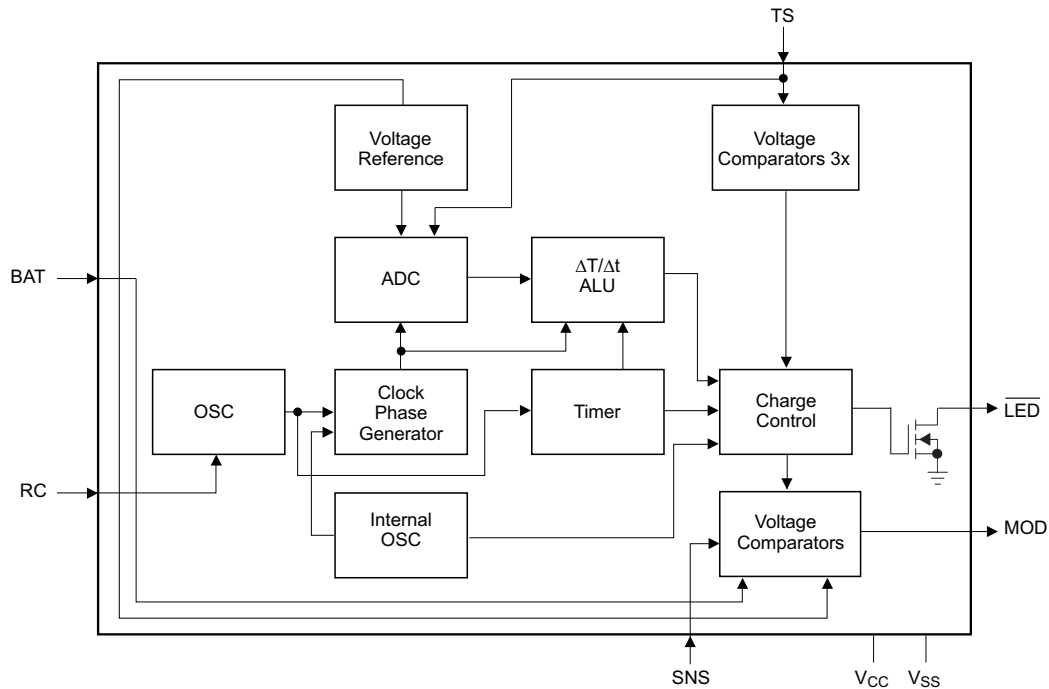 TS
Voltage
Reference
Voltage
Comparators 3x
BAT
ADC
ΔT/Δt
ALU
OSC
Clock
Phase
Generator
Timer
Charge
Control
LED
RC
Internal
OSC
Voltage
Comparators
MOD
SNS
VCC
VSS